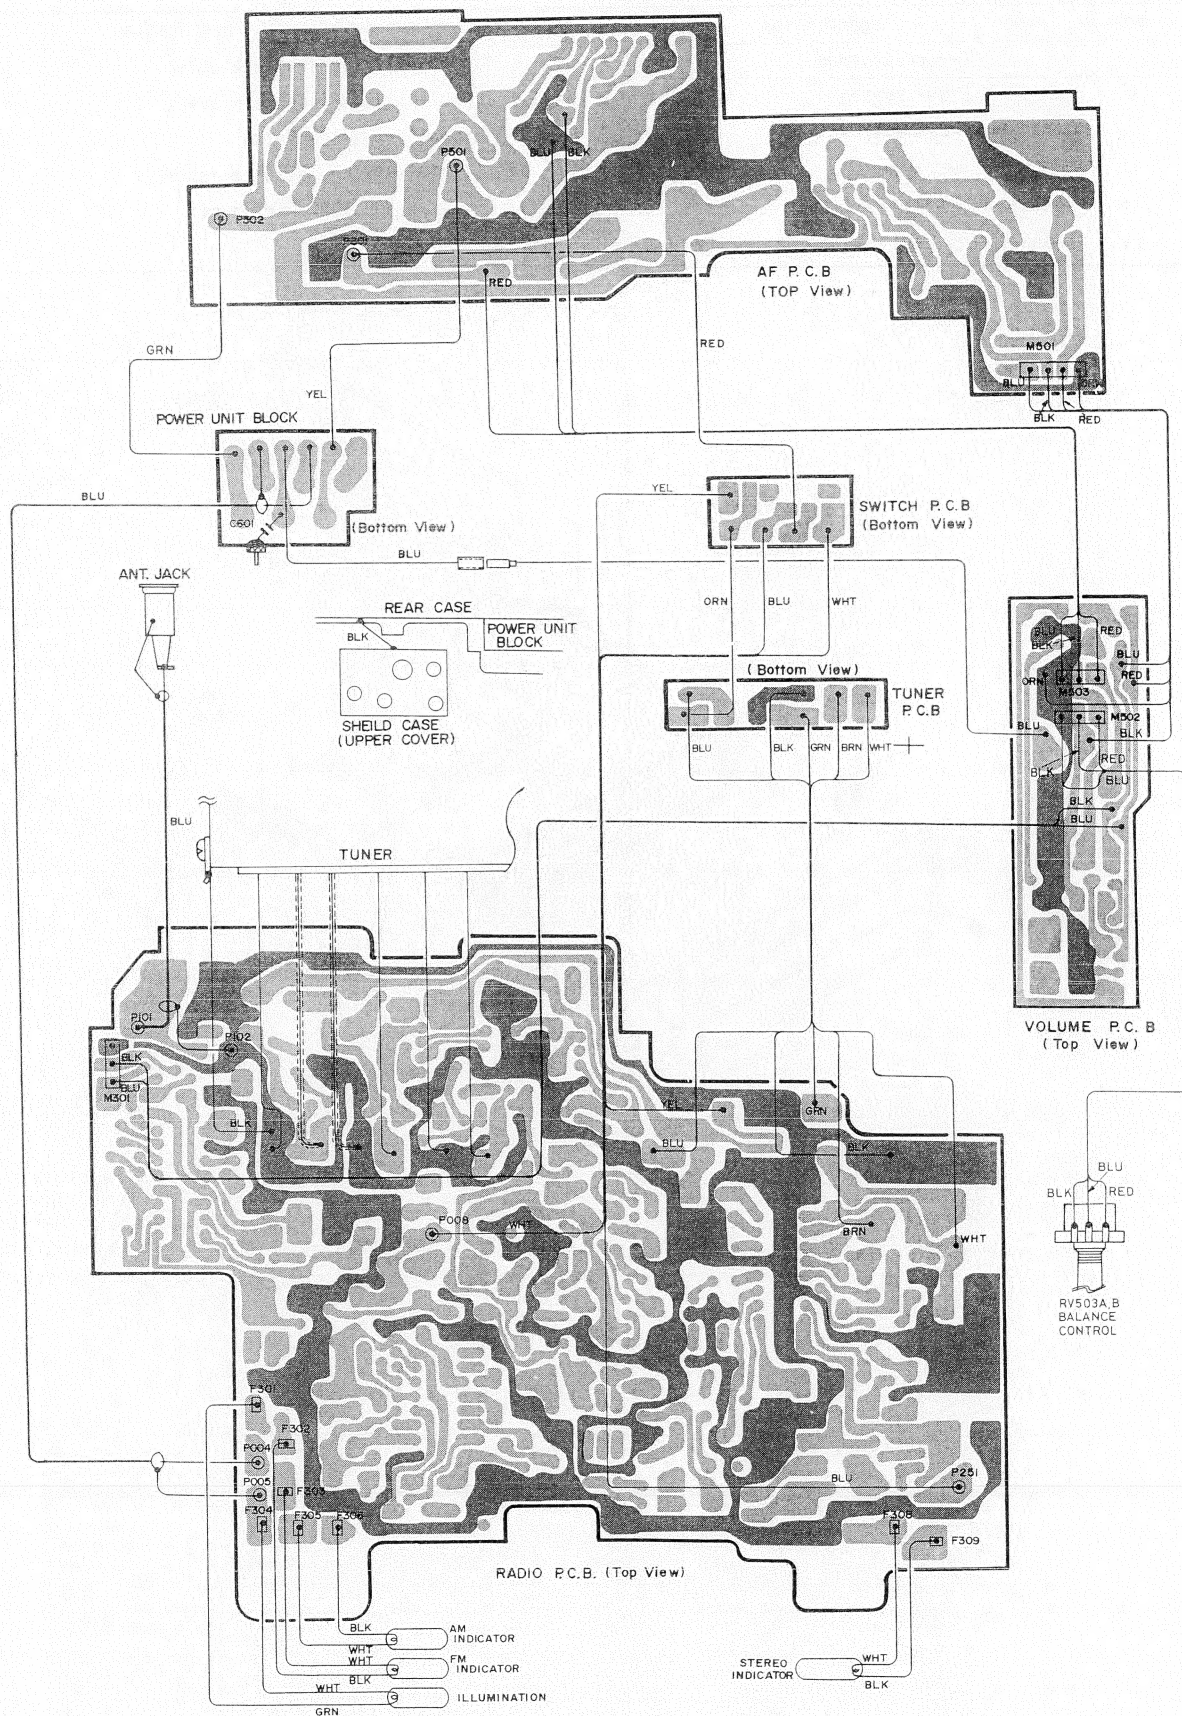 P501
BLU BLK
P502
RED
AF P.C.B
(TOP View)
GRN
RED
M501
BLU
BLK
RED
YEL
POWER UNIT BLOCK
BLU
C601
(Bottom View)
YEL
SWITCH P.C.B
(Bottom View)
BLU
ANT. JACK
ORN
BLU
WHT
REAR CASE
BLK
POWER UNIT
BLOCK
SHEILD CASE
(UPPER COVER)
(Bottom View)
TUNER
P.C.B
BLU
BLK
GRN
BRN
WHT
BLU
RED
BLK
BLU
ORN
RED
M503
M502
BLU
BLK
RED
BLK
BLU
BLK
BLU
BLU
TUNER
VOLUME P.C.B
(Top View)
P101
P102
BLK
BLU
M301
BLK
YEL
GRN
BLU
BLK
P008
WHT
BRN
WHT
BLU
BLK
RED
RV503A,B
BALANCE
CONTROL
F301
F302
P004
P005
F303
F304
F305
F306
BLU
P251
F308
F309
RADIO P.C.B. (Top View)
BLK
AM
INDICATOR
WHT
WHT
FM
INDICATOR
BLK
WHT
ILLUMINATION
GRN
STEREO
INDICATOR
WHT
BLK